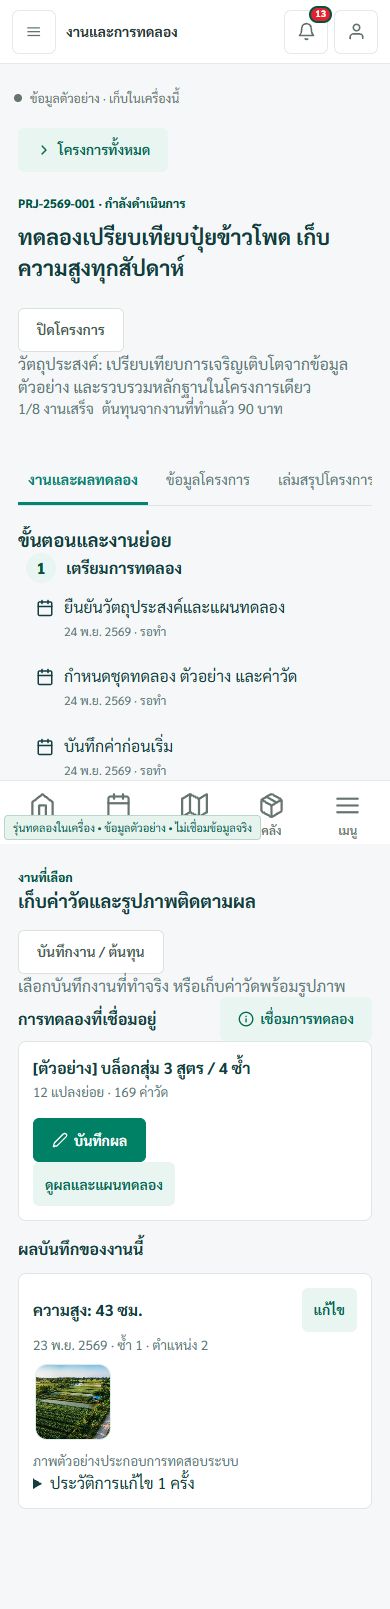 งานและการทดลอง
13
ข้อมูลตัวอย่าง · เก็บในเครื่องนี้
โครงการทั้งหมด
PRJ-2569-001 · กำลังดำเนินการ
ทดลองเปรียบเทียบปุ๋ยข้าวโพด เก็บ
ความสูงทุกสัปดาห์
ปิดโครงการ
วัตถุประสงค์: เปรียบเทียบการเจริญเติบโตจากข้อมูล
ตัวอย่าง และรวบรวมหลักฐานในโครงการเดียว
1/8 งานเสร็จ ต้นทุนจากงานที่ทำแล้ว 90 บาท
งานและผลทดลอง ข้อมูลโครงการ เล่มสรุปโครงการ
ขั้นตอนและงานย่อย
1 เตรียมการทดลอง
ยืนยันวัตถุประสงค์และแผนทดลอง
24 พ.ย. 2569 · รอทำ
กำหนดชุดทดลอง ตัวอย่าง และค่าวัด
24 พ.ย. 2569 · รอทำ
บันทึกค่าก่อนเริ่ม
24 พ.ย. 2569 · รอทำ
รุ่นทดลองในเครื่อง • ข้อมูลตัวอย่าง • ไม่เชื่อมข้อมูลจริง
คลัง เมนู
งานที่เลือก
เก็บค่าวัดและรูปภาพติดตามผล
บันทึกงาน / ต้นทุน
เลือกบันทึกงานที่ทำจริง หรือเก็บค่าวัดพร้อมรูปภาพ
การทดลองที่เชื่อมอยู่ เชื่อมการทดลอง
[ตัวอย่าง] บล็อกสุ่ม 3 สูตร / 4 ซ้ำ
12 แปลงย่อย · 169 ค่าวัด
บันทึกผล
ดูผลและแผนทดลอง
ผลบันทึกของงานนี้
ความสูง: 43 ซม. แก้ไข
23 พ.ย. 2569 · ซ้ำ 1 · ตำแหน่ง 2
ภาพตัวอย่างประกอบการทดสอบระบบ
ประวัติการแก้ไข 1 ครั้ง